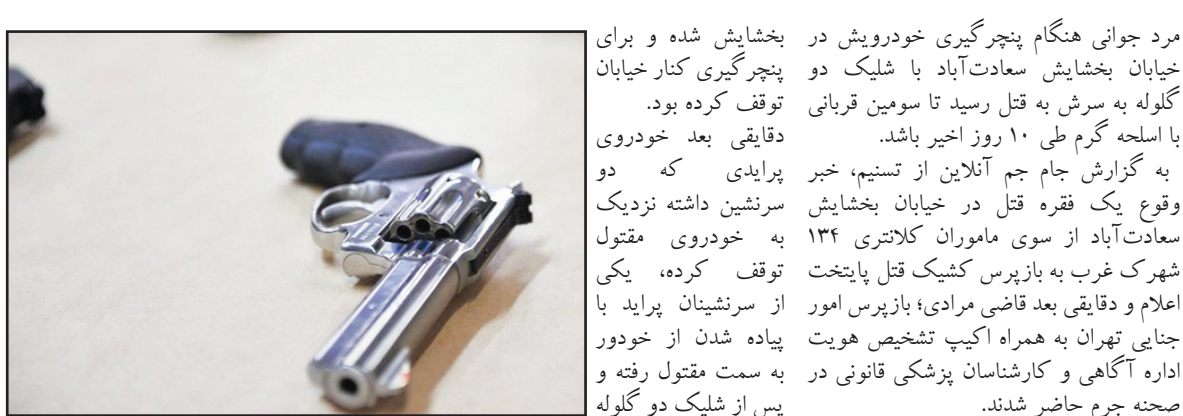 مرد جوانی هنگام پنچرگیری خودرویش در
خیابان بخشایش سعادت‌آباد با شلیک دو
گلوله به سرش به قتل رسید تا سومین قربانی
با اسلحه گرم طی ۱۰ روز اخیر باشد.
به گزارش جام جم آنلاین از تسنیم، خبر
وقوع یک فقره قتل در خیابان بخشایش
سعادت‌آباد از سوی ماموران کلانتری ۱۳۴
شهرک غرب به بازپرس کشیک قتل پایتخت
اعلام و دقایقی بعد قاضی مرادی؛ بازپرس امور
جنایی تهران به همراه اکیپ تشخیص هویت
اداره آگاهی و کارشناسان پزشکی قانونی در
صحنه جرم حاضر شدند.
بخشایش شده و برای
پنچرگیری کنار خیابان
توقف کرده بود.
دقایقی بعد خودروی
پرایدی که دو
سرنشین داشته نزدیک
به خودروی مقتول
توقف کرده، یکی
از سرنشینان پراید با
پیاده شدن از خودور
به سمت مقتول رفته و
پس از شلیک دو گلوله